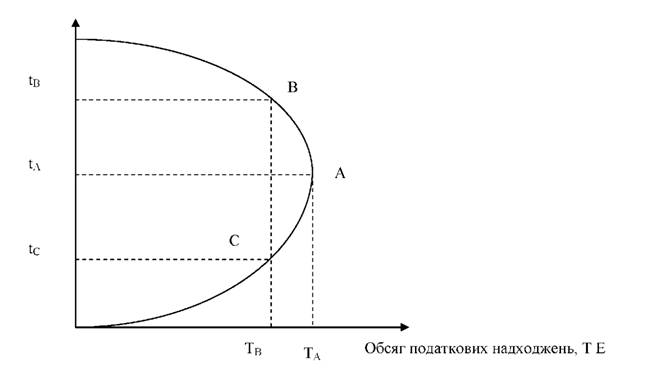 t_B
B
t_A
A
t_C
C
T_B
T_A
Обсяг податкових надходжень, Т Е